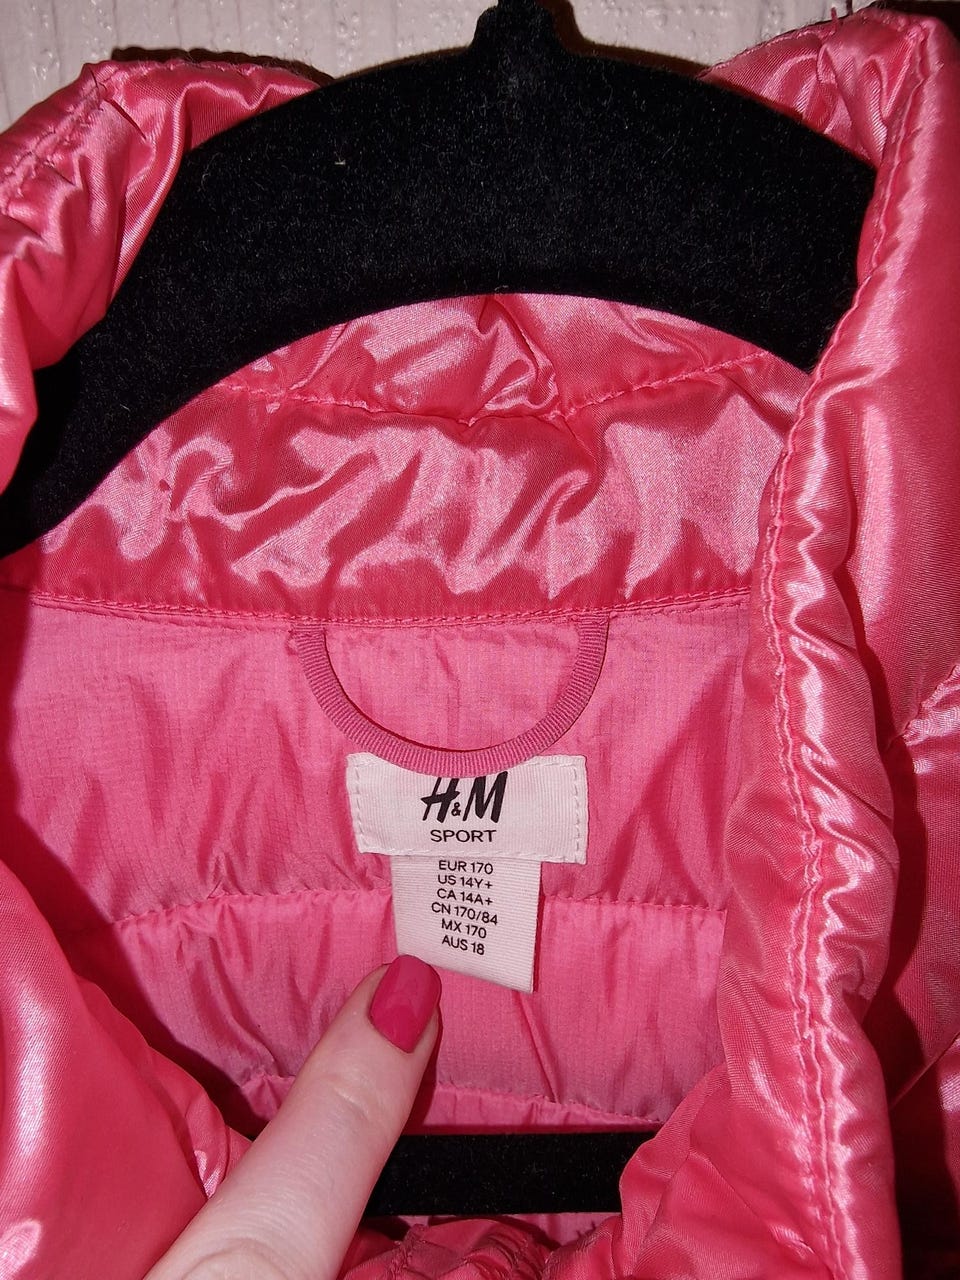 H&M
SPORT
EUR 170
US 14Y+
CA 14A+
CN 170/84
MX 170
AUS 18